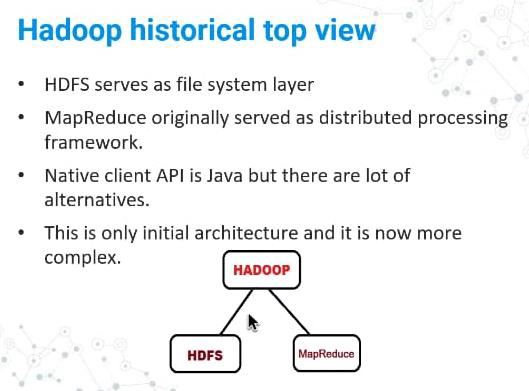 Hadoop historical top view
• HDFS serves as file system layer
• MapReduce originally served as distributed processing
framework.
• Native client API is Java but there are lot of
alternatives.
• This is only initial architecture and it is now more
complex.
HADOOP
HDFS
MapReduce